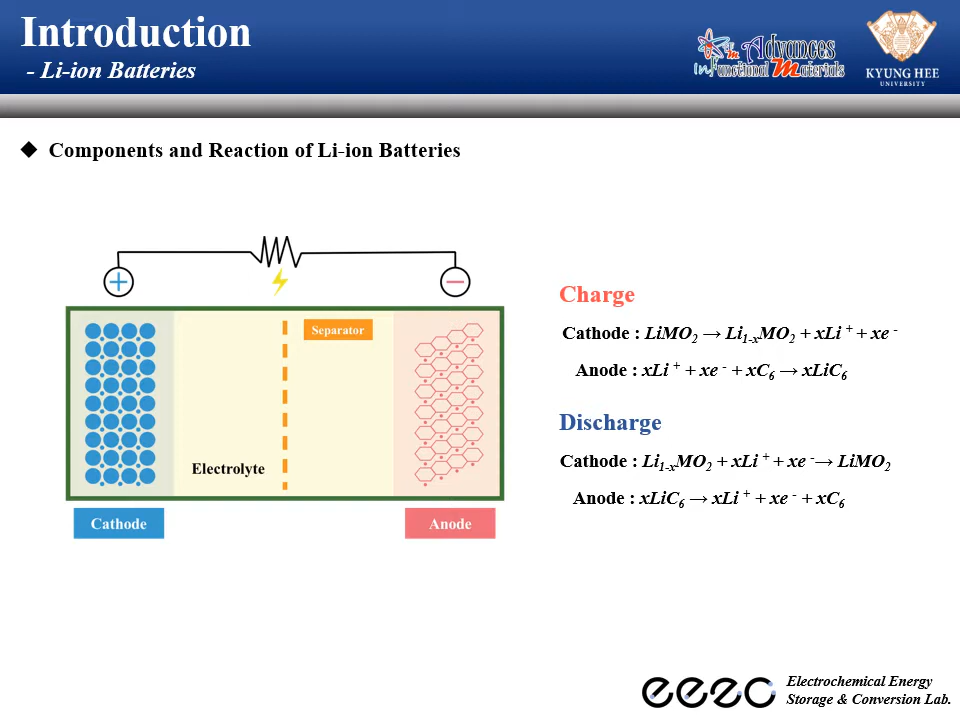 Introduction
- Li-ion Batteries
Em Advances
in Functional Materials
KYUNG HEE
UNIVERSITY
◆ Components and Reaction of Li-ion Batteries
+
−
Separator
Electrolyte
Cathode
Anode
Charge
Cathode : LiMO₂ → Li₁₋ₓMO₂ + xLi ⁺ + xe ⁻
Anode : xLi ⁺ + xe ⁻ + xC₆ → xLiC₆
Discharge
Cathode : Li₁₋ₓMO₂ + xLi ⁺ + xe ⁻→ LiMO₂
Anode : xLiC₆ → xLi ⁺ + xe ⁻ + xC₆
eezc
Electrochemical Energy
Storage & Conversion Lab.